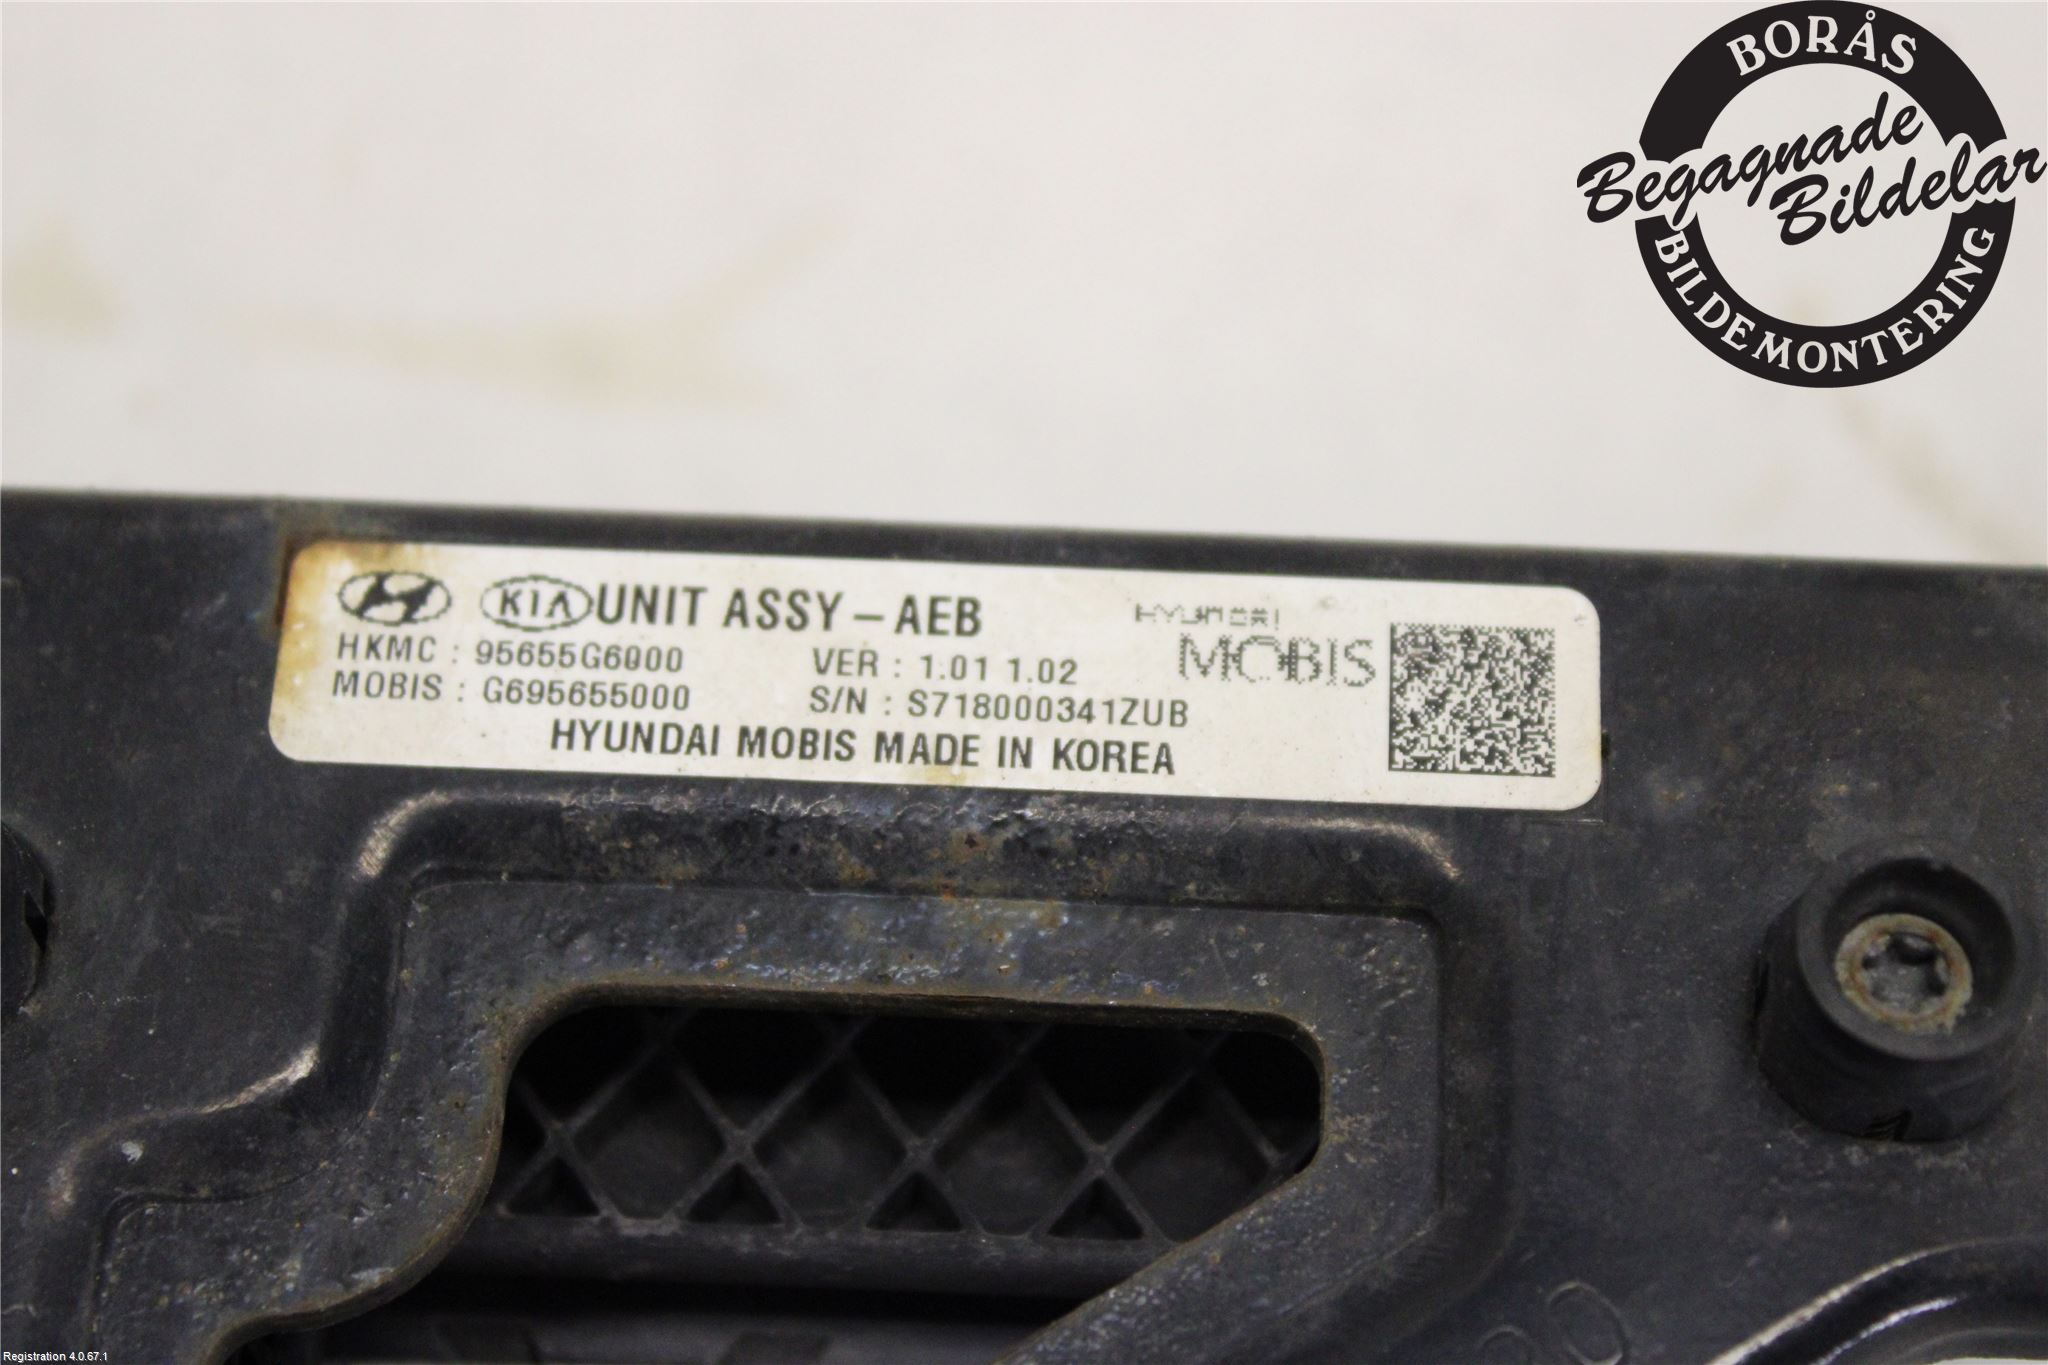 BORÅS
Begagnade
Bildelar
BILDEMONTERING
KIA UNIT ASSY - AEB
HYUNDAI
MOBIS
HKMC : 95655G6000
VER : 1.01 1.02
MOBIS : G695655000
S/N : S718000341ZUB
HYUNDAI MOBIS MADE IN KOREA
Registration 4.0.67.1